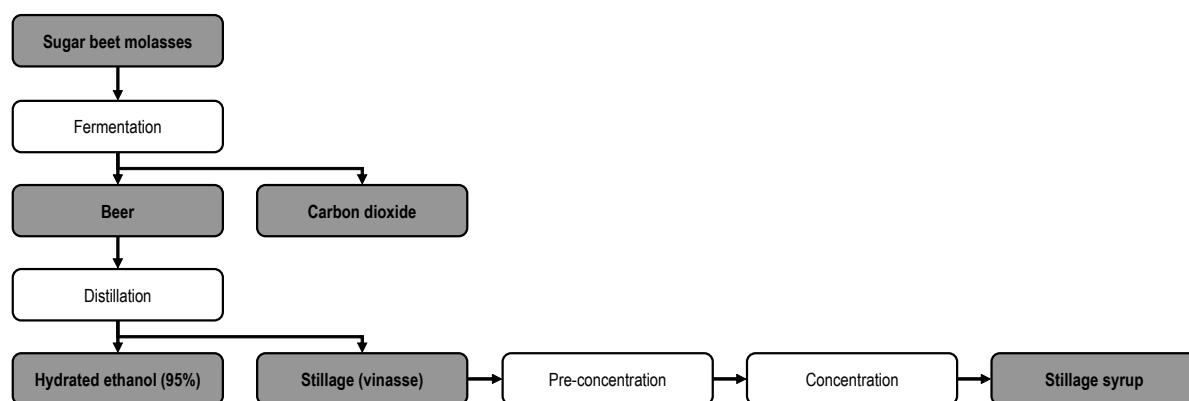 Sugar beet molasses
Fermentation
Beer
Carbon dioxide
Distillation
Hydrated ethanol (95%)
Stillage (vinasse)
Pre-concentration
Concentration
Stillage syrup